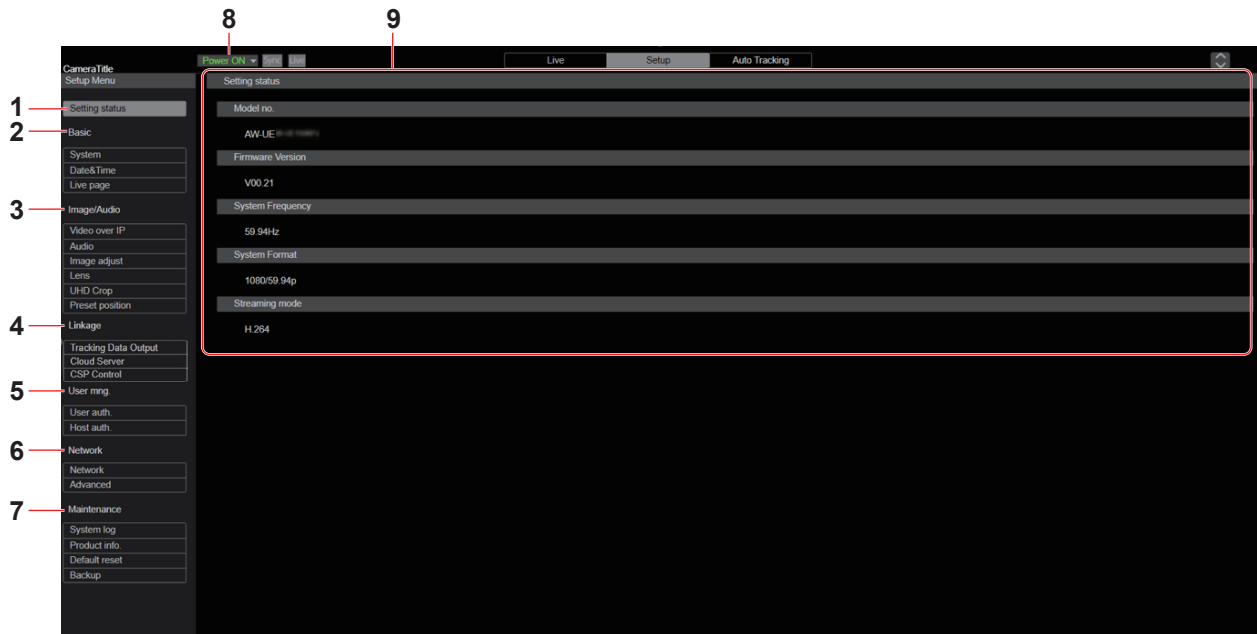 8 9
CameraTitle
Power ON Sync Live
Live Setup Auto Tracking
Setup Menu
Setting status
1
Setting status
2
Basic
System
Date&Time
Live page
3
Image/Audio
Video over IP
Audio
Image adjust
Lens
UHD Crop
Preset position
4
Linkage
Tracking Data Output
Cloud Server
CSP Control
5
User mng.
User auth.
Host auth.
6
Network
Network
Advanced
7
Maintenance
System log
Product info.
Default reset
Backup
Model no.
AW-UE
Firmware Version
V00.21
System Frequency
59.94Hz
System Format
1080/59.94p
Streaming mode
H.264